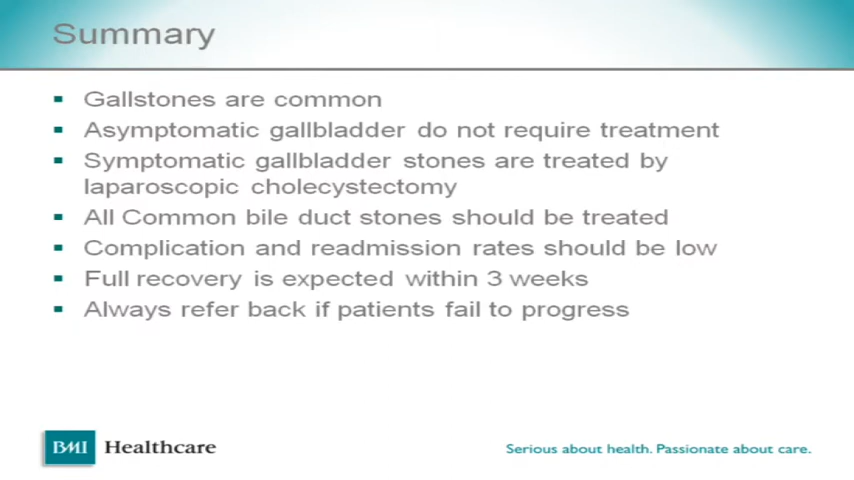 Summary
Gallstones are common
Asymptomatic gallbladder do not require treatment
Symptomatic gallbladder stones are treated by
laparoscopic cholecystectomy
All Common bile duct stones should be treated
Complication and readmission rates should be low
Full recovery is expected within 3 weeks
Always refer back if patients fail to progress
BMI Healthcare
Serious about health. Passionate about care.